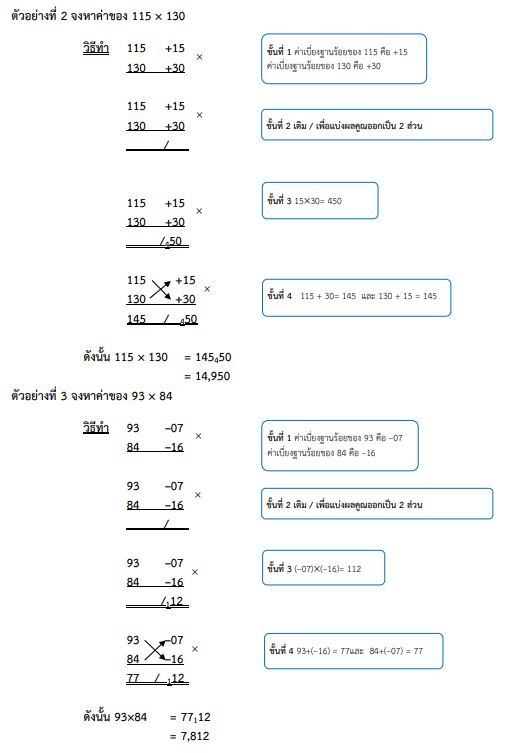 ตัวอย่างที่ 2 จงหาค่าของ 115 × 130
วิธีทำ 115 +15 ×
130 +30
ขั้นที่ 1 ค่าเบี่ยงฐานร้อยของ 115 คือ +15
ค่าเบี่ยงฐานร้อยของ 130 คือ +30
115 +15 ×
130 +30
/
ขั้นที่ 2 เติม / เพื่อแบ่งผลคูณออกเป็น 2 ส่วน
115 +15 ×
130 +30
/₄50
ขั้นที่ 3 15×30= 450
115 +15 ×
130 +30
145 / ₄50
ขั้นที่ 4 115 + 30= 145 และ 130 + 15 = 145
ดังนั้น 115 × 130 = 145₄50
= 14,950
ตัวอย่างที่ 3 จงหาค่าของ 93 × 84
วิธีทำ 93 –07 ×
84 –16
ขั้นที่ 1 ค่าเบี่ยงฐานร้อยของ 93 คือ –07
ค่าเบี่ยงฐานร้อยของ 84 คือ –16
93 –07 ×
84 –16
/
ขั้นที่ 2 เติม / เพื่อแบ่งผลคูณออกเป็น 2 ส่วน
93 –07 ×
84 –16
/₁12
ขั้นที่ 3 (–07)×(–16)= 112
93 –07 ×
84 –16
77 / ₁12
ขั้นที่ 4 93+(–16) = 77และ 84+(–07) = 77
ดังนั้น 93×84 = 77₁12
= 7,812